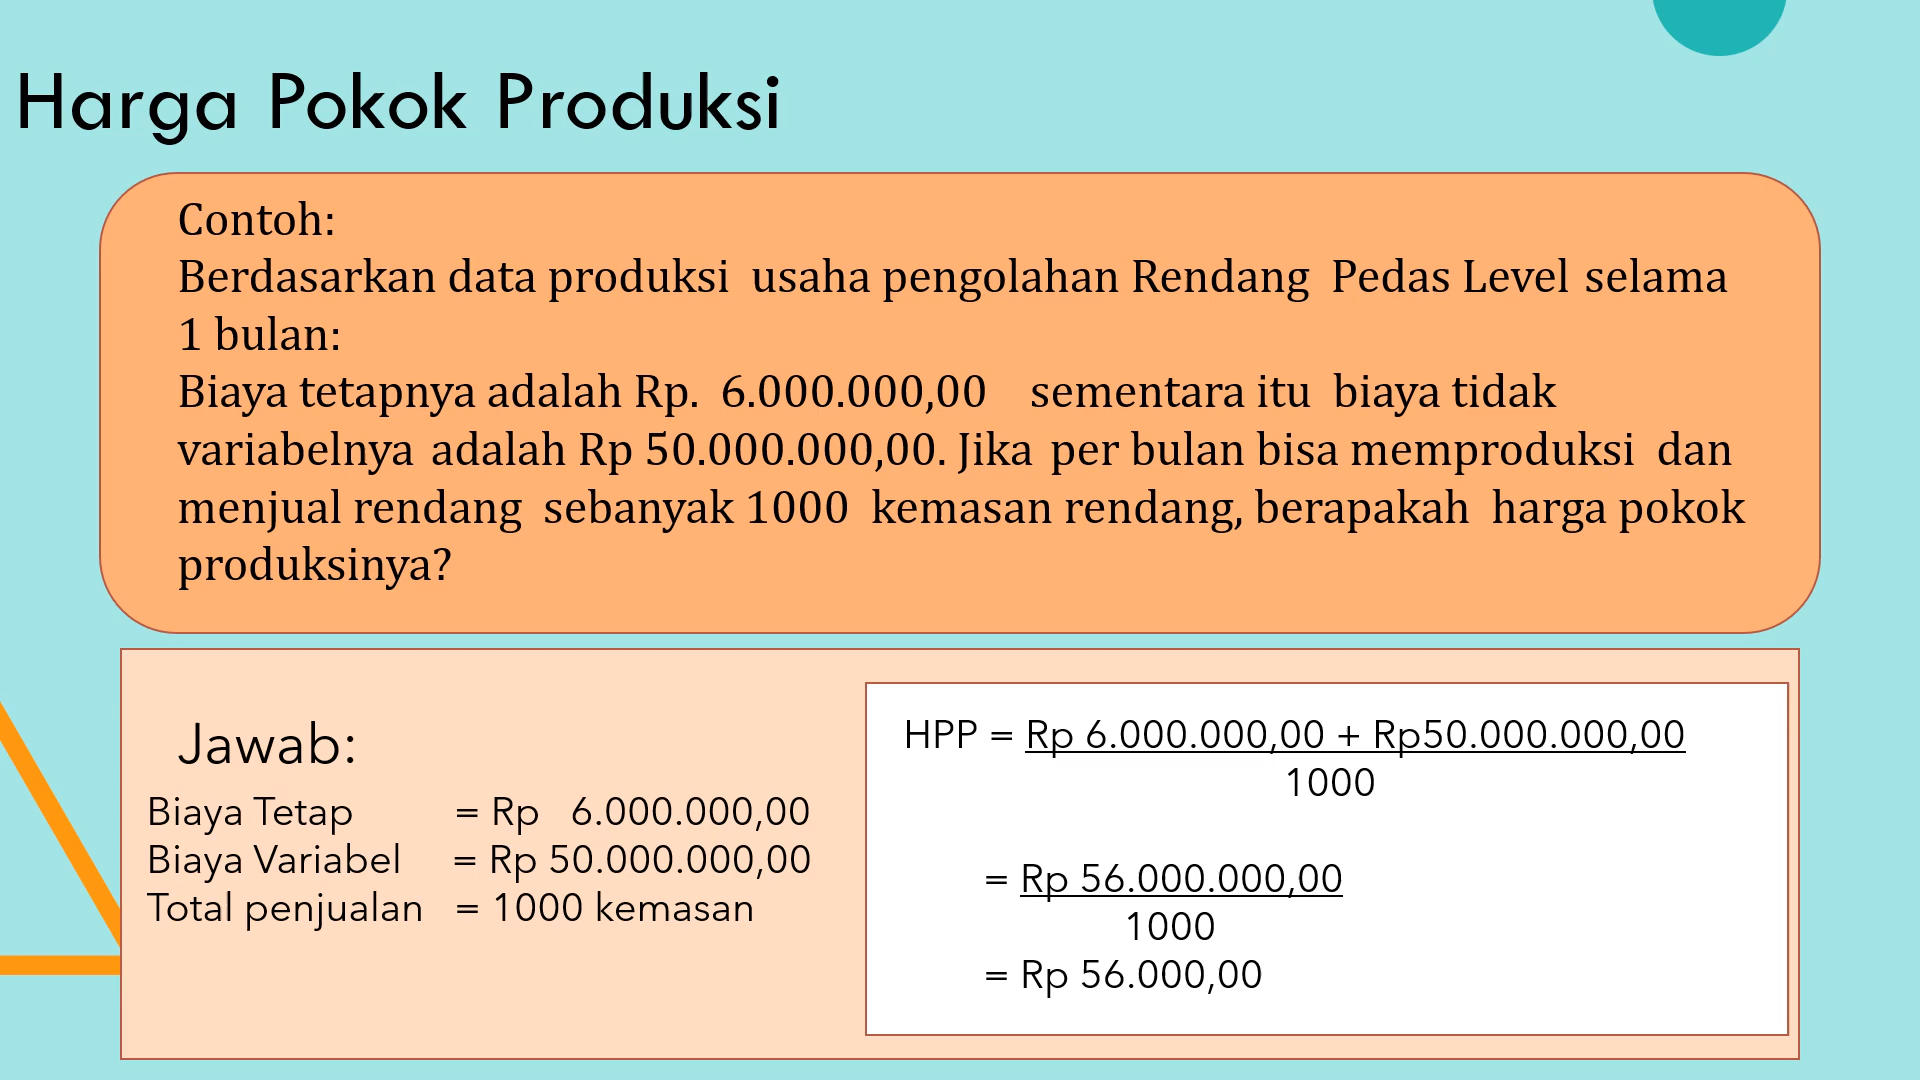 Harga Pokok Produksi
Contoh:
Berdasarkan data produksi usaha pengolahan Rendang Pedas Level selama
1 bulan:
Biaya tetapnya adalah Rp. 6.000.000,00 sementara itu biaya tidak
variabelnya adalah Rp 50.000.000,00. Jika per bulan bisa memproduksi dan
menjual rendang sebanyak 1000 kemasan rendang, berapakah harga pokok
produksinya?
Jawab:
Biaya Tetap = Rp 6.000.000,00
Biaya Variabel = Rp 50.000.000,00
Total penjualan = 1000 kemasan
HPP = Rp 6.000.000,00 + Rp50.000.000,00
1000
= Rp 56.000.000,00
1000
= Rp 56.000,00